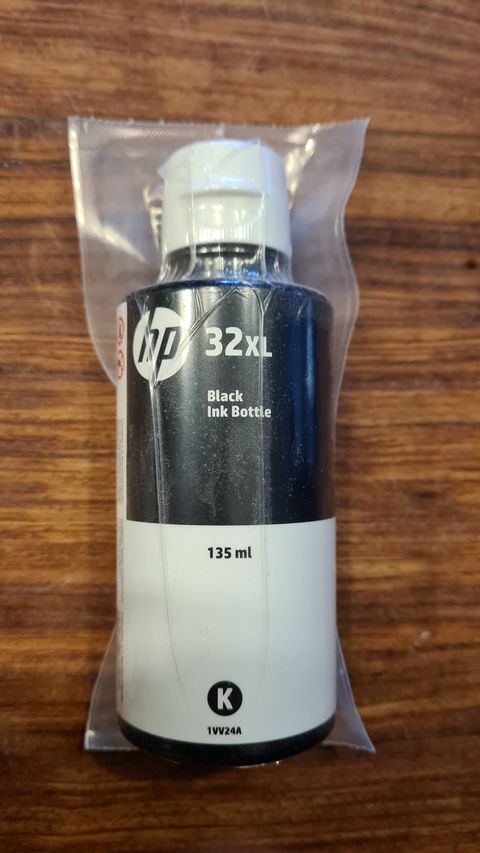 hp
32XL
Black
Ink Bottle
135 ml
K
1VV24A